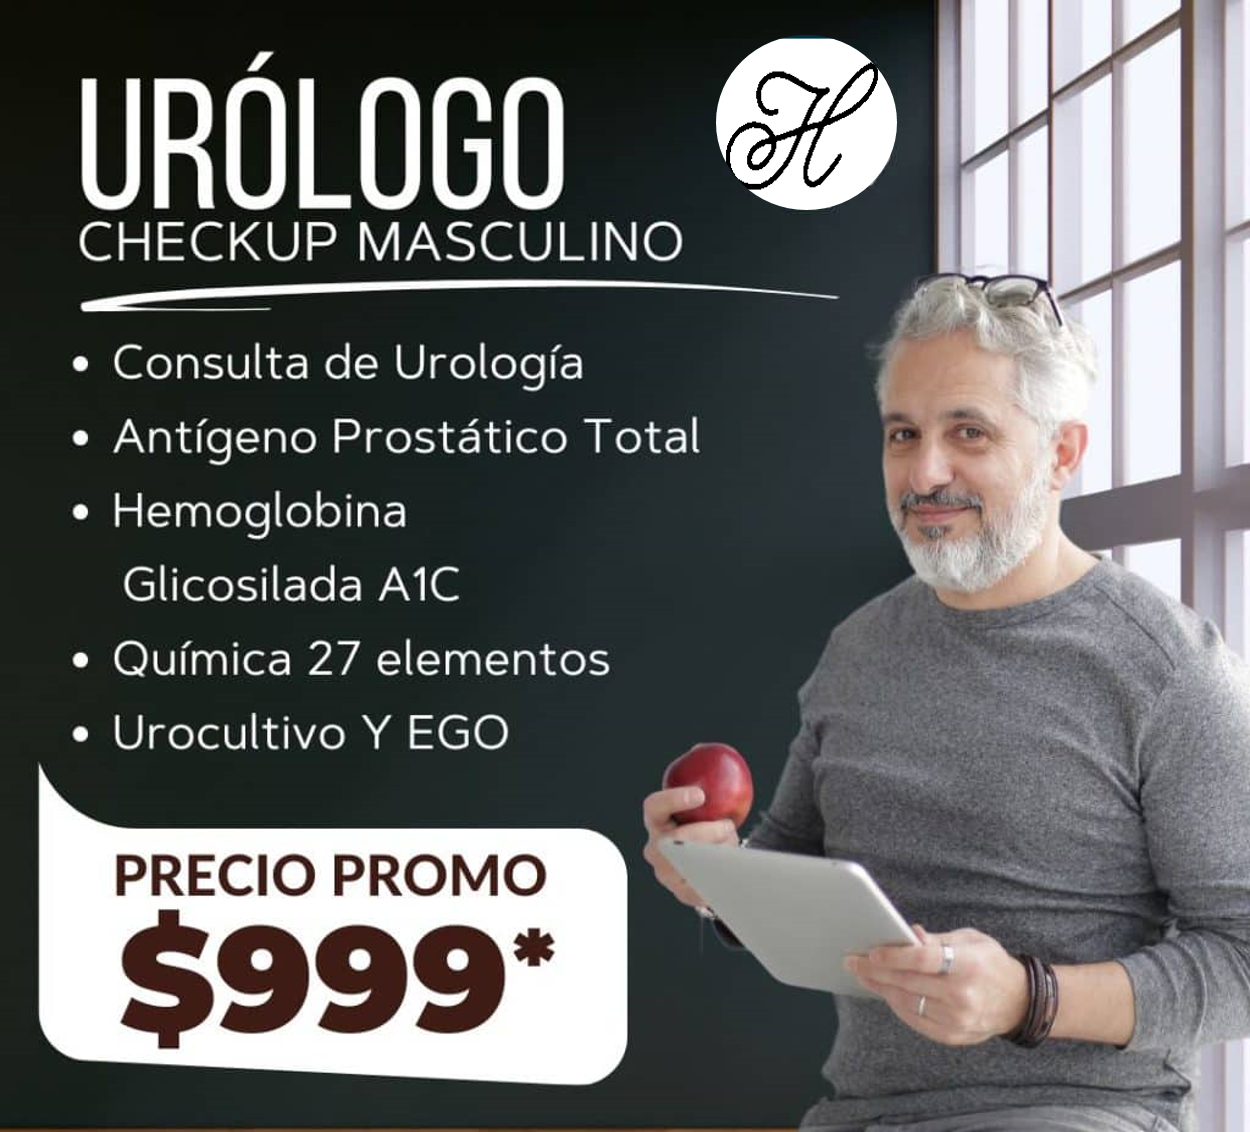 URÓLOGO
H
CHECKUP MASCULINO
• Consulta de Urología
• Antígeno Prostático Total
• Hemoglobina
Glicosilada A1C
• Química 27 elementos
• Urocultivo Y EGO
PRECIO PROMO
$999*